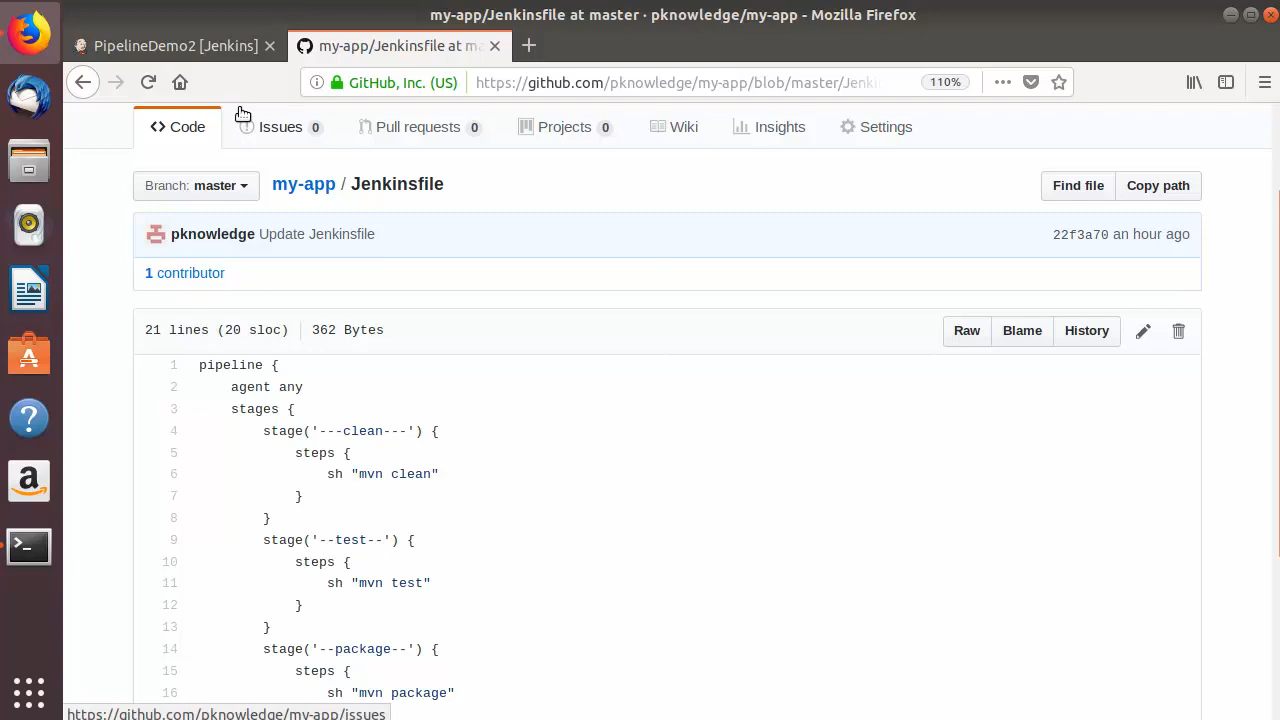 my-app/Jenkinsfile at master · pknowledge/my-app - Mozilla Firefox
PipelineDemo2 [Jenkins]
my-app/Jenkinsfile at ma
GitHub, Inc. (US)
https://github.com/pknowledge/my-app/blob/master/Jenki
110%
Code
Issues 0
Pull requests 0
Projects 0
Wiki
Insights
Settings
Branch: master
my-app / Jenkinsfile
Find file
Copy path
pknowledge Update Jenkinsfile
22f3a70 an hour ago
1 contributor
21 lines (20 sloc)
362 Bytes
Raw
Blame
History
1 pipeline {
2 agent any
3 stages {
4 stage('---clean---') {
5 steps {
6 sh "mvn clean"
7 }
8 }
9 stage('--test--') {
10 steps {
11 sh "mvn test"
12 }
13 }
14 stage('--package--') {
15 steps {
16 sh "mvn package"
https://github.com/pknowledge/my-app/issues